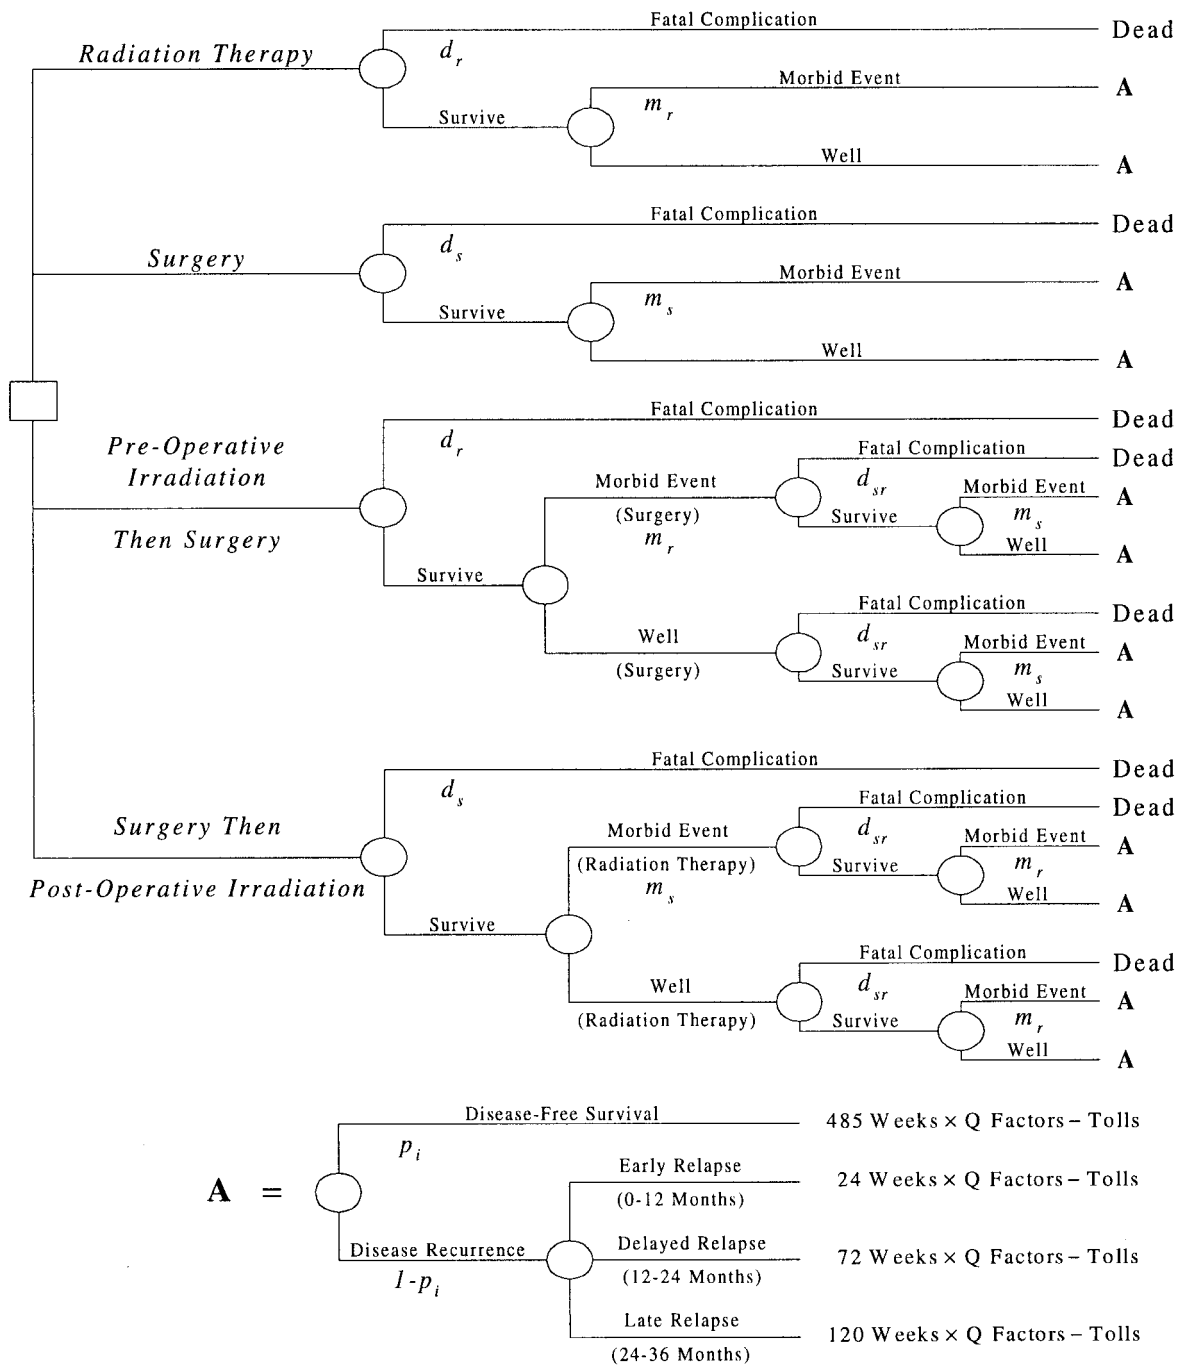 Fatal Complication
Dead
Radiation Therapy
d_r
Morbid Event
A
Survive
m_r
Well
A
Fatal Complication
Dead
Surgery
d_s
Morbid Event
A
Survive
m_s
Well
A
Fatal Complication
Dead
Pre-Operative
Irradiation
Then Surgery
d_r
Fatal Complication
Dead
Morbid Event
(Surgery)
m_r
d_sr
Morbid Event
A
Survive
m_s
Well
A
Survive
Fatal Complication
Dead
Well
(Surgery)
d_sr
Morbid Event
A
Survive
m_s
Well
A
Fatal Complication
Dead
Surgery Then
Post-Operative Irradiation
d_s
Fatal Complication
Dead
Morbid Event
(Radiation Therapy)
m_s
d_sr
Morbid Event
A
Survive
m_r
Well
A
Survive
Fatal Complication
Dead
Well
(Radiation Therapy)
d_sr
Morbid Event
A
Survive
m_r
Well
A
Disease-Free Survival
485 Weeks × Q Factors – Tolls
p_i
A =
Early Relapse
(0-12 Months)
24 Weeks × Q Factors – Tolls
Disease Recurrence
1-p_i
Delayed Relapse
(12-24 Months)
72 Weeks × Q Factors – Tolls
Late Relapse
(24-36 Months)
120 Weeks × Q Factors – Tolls